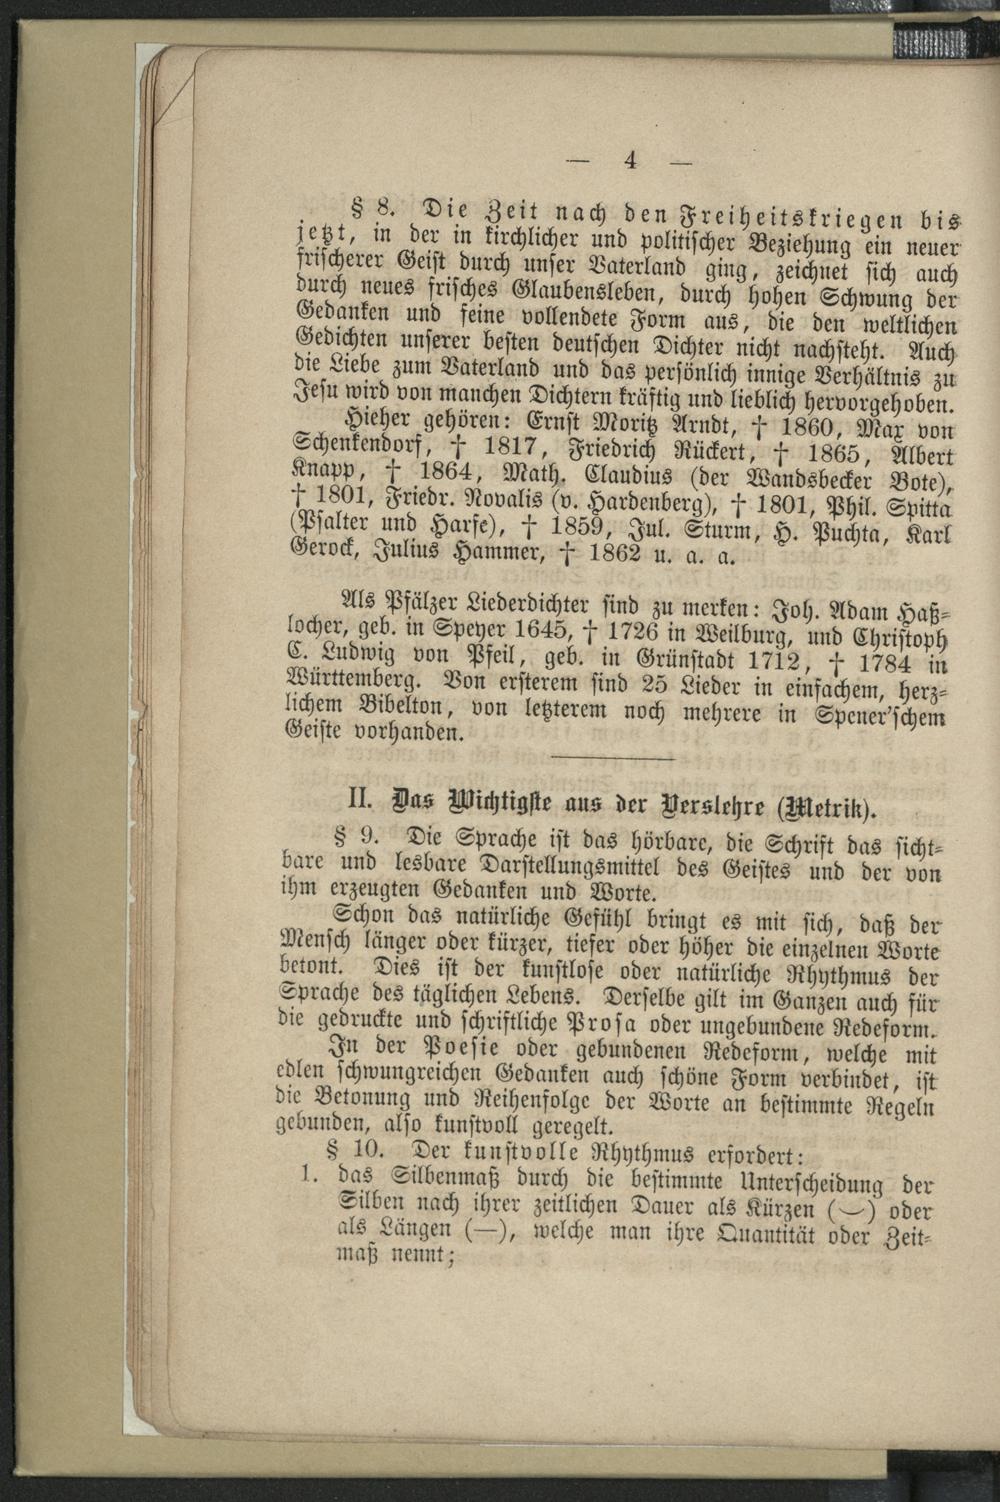 — 4 —
§ 8. Die Zeit nach den Freiheitskriegen bis
jetzt, in der in kirchlicher und politischer Beziehung ein neuer
frischerer Geist durch unser Vaterland ging, zeichnet sich auch
durch neues frisches Glaubensleben, durch hohen Schwung der
Gedanken und feine vollendete Form aus, die den weltlichen
Gedichten unserer besten deutschen Dichter nicht nachsteht. Auch
die Liebe zum Vaterland und das persönlich innige Verhältnis zu
Jesu wird von manchen Dichtern kräftig und lieblich hervorgehoben.
Hieher gehören: Ernst Moritz Arndt, † 1860, Max von
Schenkendorf, † 1817, Friedrich Rückert, † 1865, Albert
Knapp, † 1864, Math. Claudius (der Wandsbecker Bote),
† 1801, Friedr. Novalis (v. Hardenberg), † 1801, Phil. Spitta
(Psalter und Harfe), † 1859, Jul. Sturm, H. Puchta, Karl
Gerock, Julius Hammer, † 1862 u. a. a.
Als Pfälzer Liederdichter sind zu merken: Joh. Adam Haß-
locher, geb. in Speyer 1645, † 1726 in Weilburg, und Christoph
C. Ludwig von Pfeil, geb. in Grünstadt 1712, † 1784 in
Württemberg. Von ersterem sind 25 Lieder in einfachem, herz-
lichem Bibelton, von letzterem noch mehrere in Spener'schem
Geiste vorhanden.
II. Das Wichtigste aus der Verslehre (Metrik).
§ 9. Die Sprache ist das hörbare, die Schrift das sicht-
bare und lesbare Darstellungsmittel des Geistes und der von
ihm erzeugten Gedanken und Worte.
Schon das natürliche Gefühl bringt es mit sich, daß der
Mensch länger oder kürzer, tiefer oder höher die einzelnen Worte
betont. Dies ist der kunstlose oder natürliche Rhythmus der
Sprache des täglichen Lebens. Derselbe gilt im Ganzen auch für
die gedruckte und schriftliche Prosa oder ungebundene Redeform.
In der Poesie oder gebundenen Redeform, welche mit
edlen schwungreichen Gedanken auch schöne Form verbindet, ist
die Betonung und Reihenfolge der Worte an bestimmte Regeln
gebunden, also kunstvoll geregelt.
§ 10. Der kunstvolle Rhythmus erfordert:
1. das Silbenmaß durch die bestimmte Unterscheidung der
Silben nach ihrer zeitlichen Dauer als Kürzen (⏑) oder
als Längen (—), welche man ihre Quantität oder Zeit-
maß nennt;